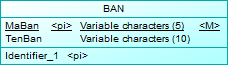 BAN
MaBan <pi> Variable characters (5) <M>
TenBan Variable characters (10)
Identifier_1 <pi>